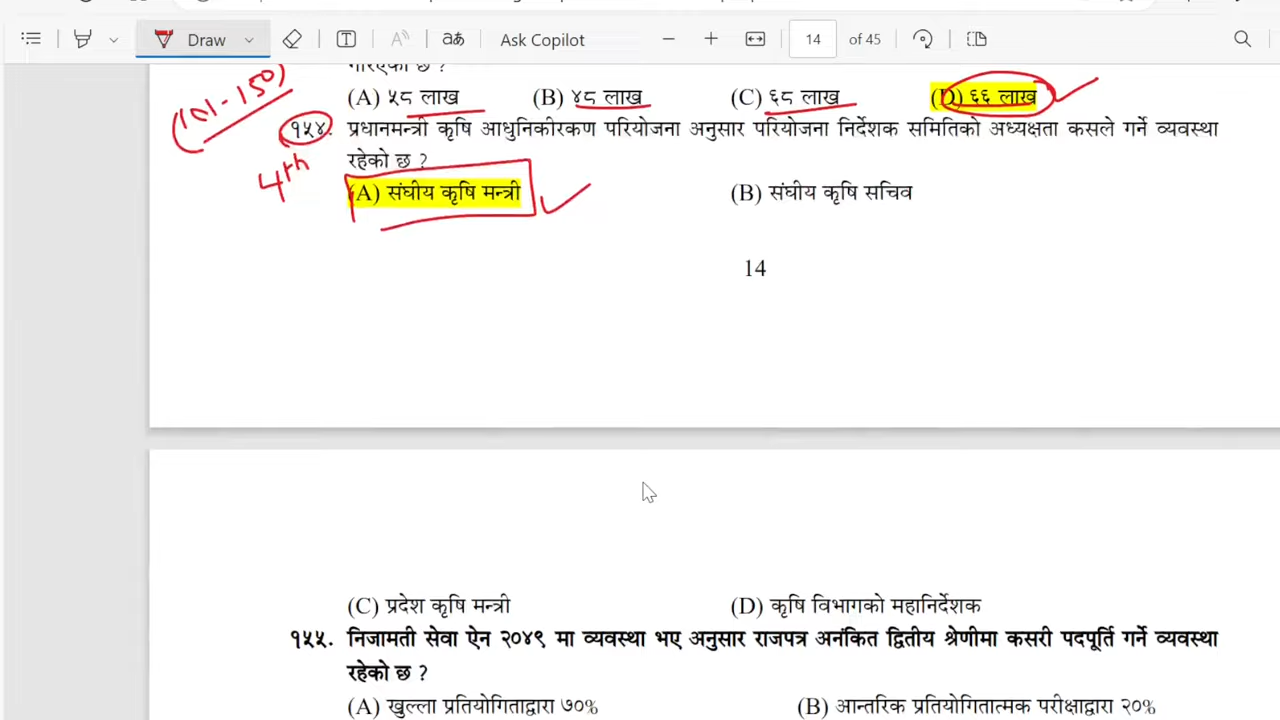 Draw
Ask Copilot
14 of 45
(101-150)
(A) ५८ लाख (B) ४८ लाख (C) ६८ लाख (D) ६६ लाख
१५४. प्रधानमन्त्री कृषि आधुनिकीरकण परियोजना अनुसार परियोजना निर्देशक समितिको अध्यक्षता कसले गर्ने व्यवस्था
रहेको छ ?
4th
(A) संघीय कृषि मन्त्री (B) संघीय कृषि सचिव
14
(C) प्रदेश कृषि मन्त्री (D) कृषि विभागको महानिर्देशक
१५५. निजामती सेवा ऐन २०४९ मा व्यवस्था भए अनुसार राजपत्र अनंकित द्वितीय श्रेणीमा कसरी पदपूर्ति गर्ने व्यवस्था
रहेको छ ?
(A) खुल्ला प्रतियोगिताद्वारा ७०% (B) आन्तरिक प्रतियोगितात्मक परीक्षाद्वारा २०%